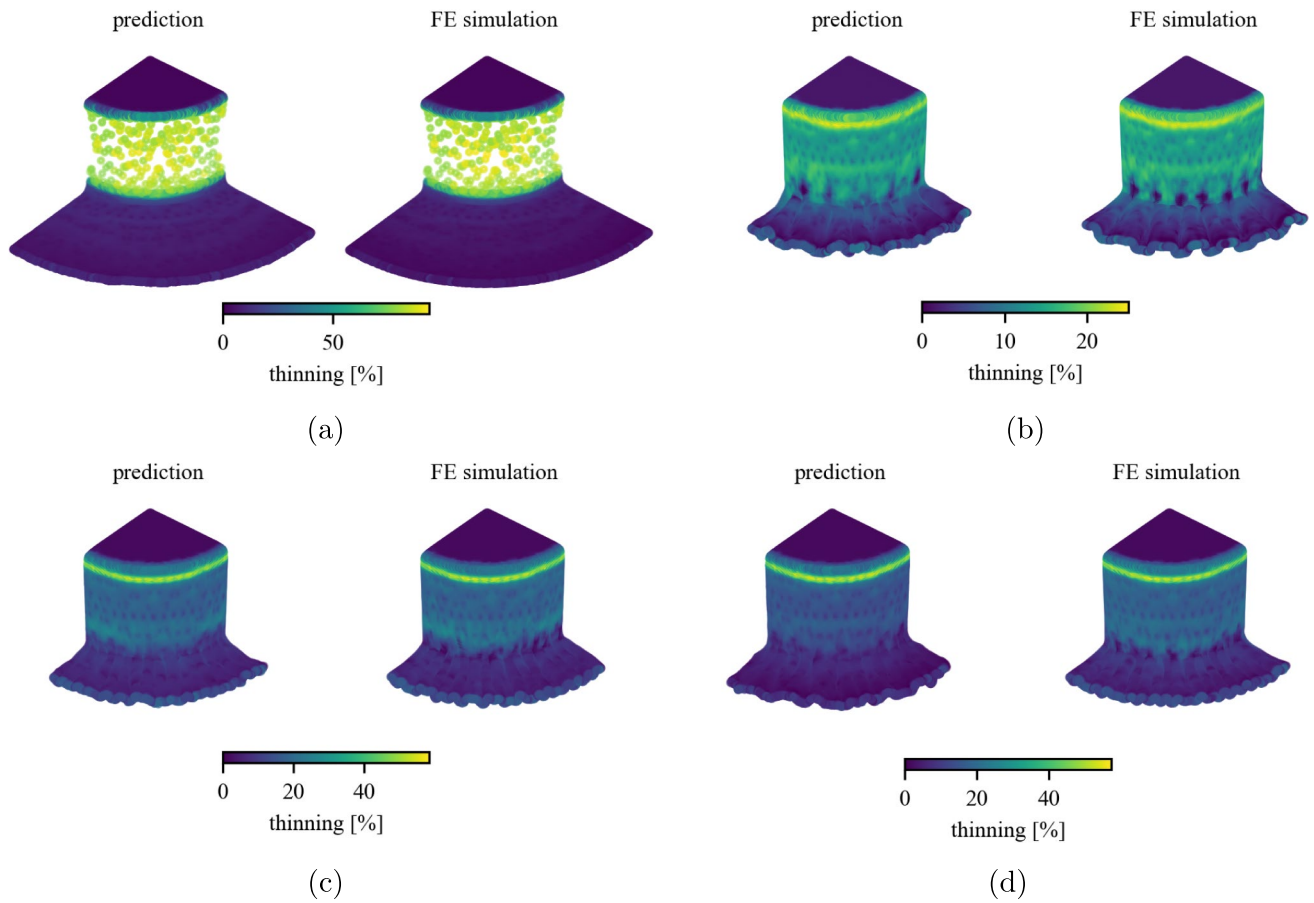 prediction FE simulation
0 50
thinning [%]
(a)
prediction FE simulation
0 10 20
thinning [%]
(b)
prediction FE simulation
0 20 40
thinning [%]
(c)
prediction FE simulation
0 20 40
thinning [%]
(d)